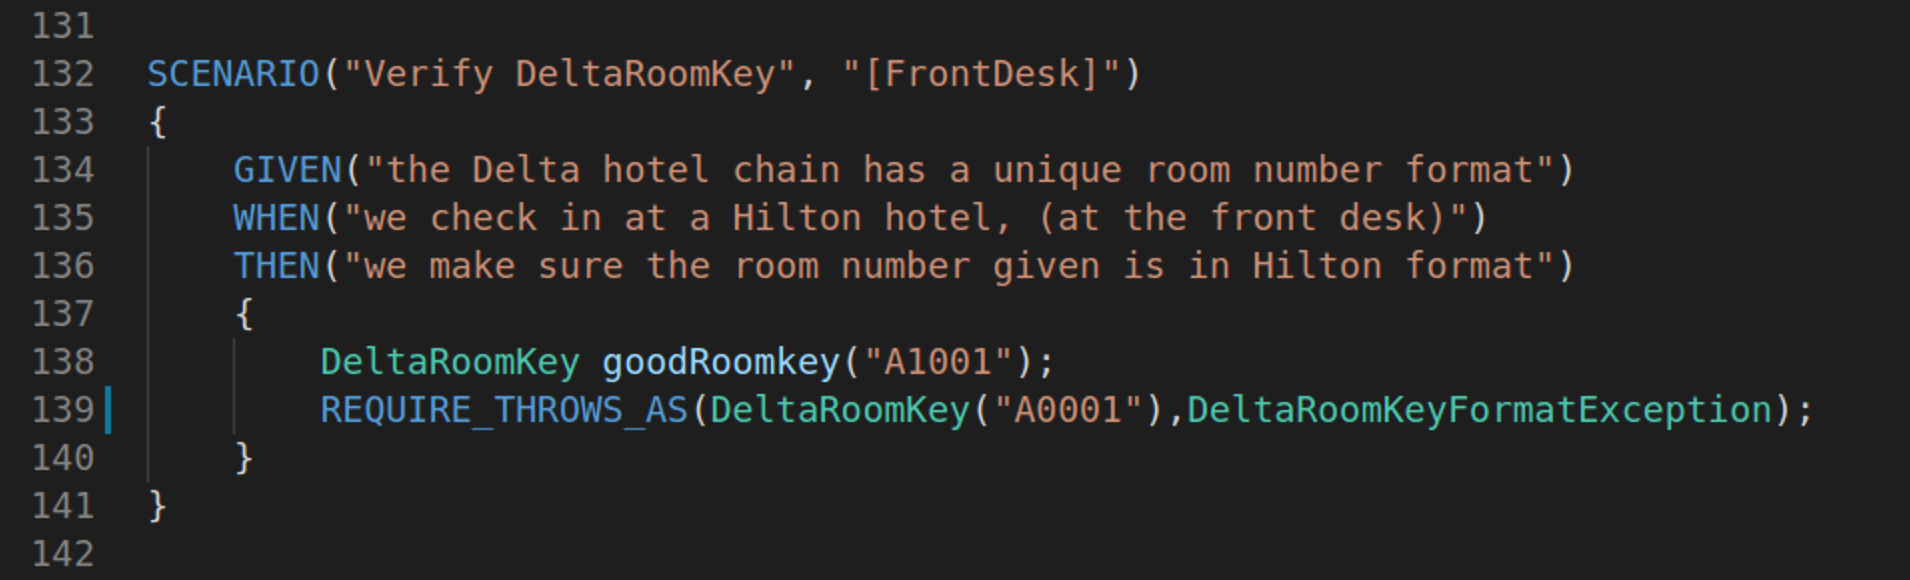 131
132 SCENARIO("Verify DeltaRoomKey", "[FrontDesk]")
133 {
134     GIVEN("the Delta hotel chain has a unique room number format")
135     WHEN("we check in at a Hilton hotel, (at the front desk)")
136     THEN("we make sure the room number given is in Hilton format")
137     {
138         DeltaRoomKey goodRoomkey("A1001");
139         REQUIRE_THROWS_AS(DeltaRoomKey("A0001"),DeltaRoomKeyFormatException);
140     }
141 }
142